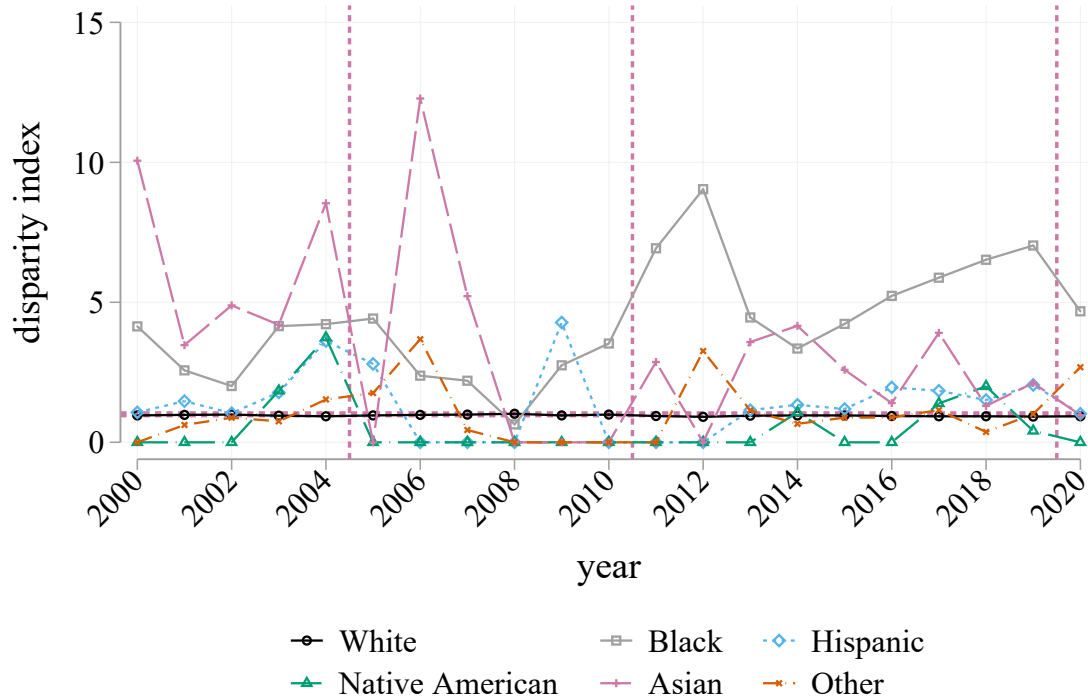 15
10
5
0
disparity index
2000 2002 2004 2006 2008 2010 2012 2014 2016 2018 2020
year
White Black Hispanic
Native American Asian Other